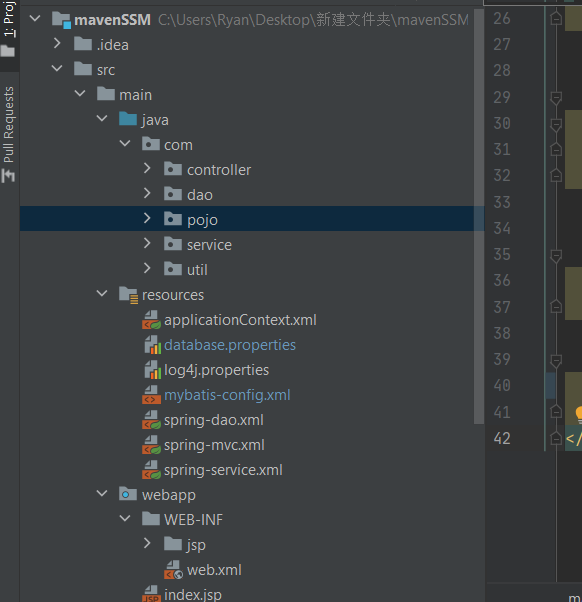 1: Proj
Pull Requests
mavenSSM C:\Users\Ryan\Desktop\新建文件夹\mavenSSM
.idea
src
main
java
com
controller
dao
pojo
service
util
resources
applicationContext.xml
database.properties
log4j.properties
mybatis-config.xml
spring-dao.xml
spring-mvc.xml
spring-service.xml
webapp
WEB-INF
jsp
web.xml
JSP index.jsp
26
27
28
29
30
31
32
33
34
35
36
37
38
39
40
41
42 </
m